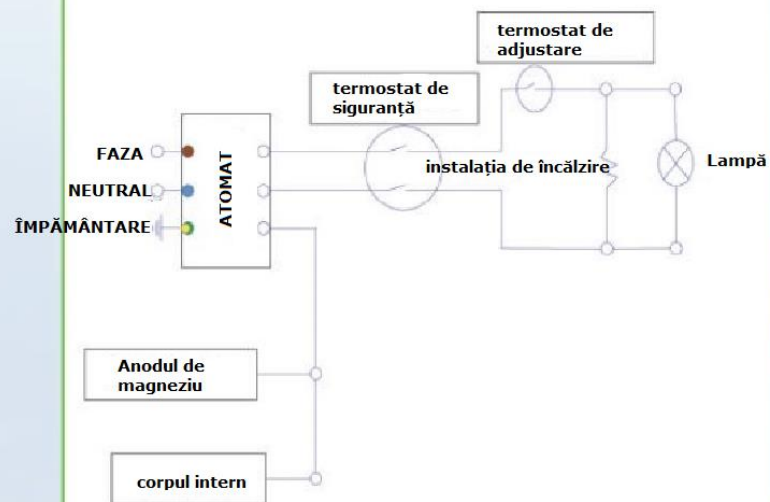 termostat de
adjustare
termostat de
siguranță
FAZA
NEUTRAL
ÎMPĂMÂNTARE
ATOMAT
instalația de încălzire
Lampă
Anodul de
magneziu
corpul intern